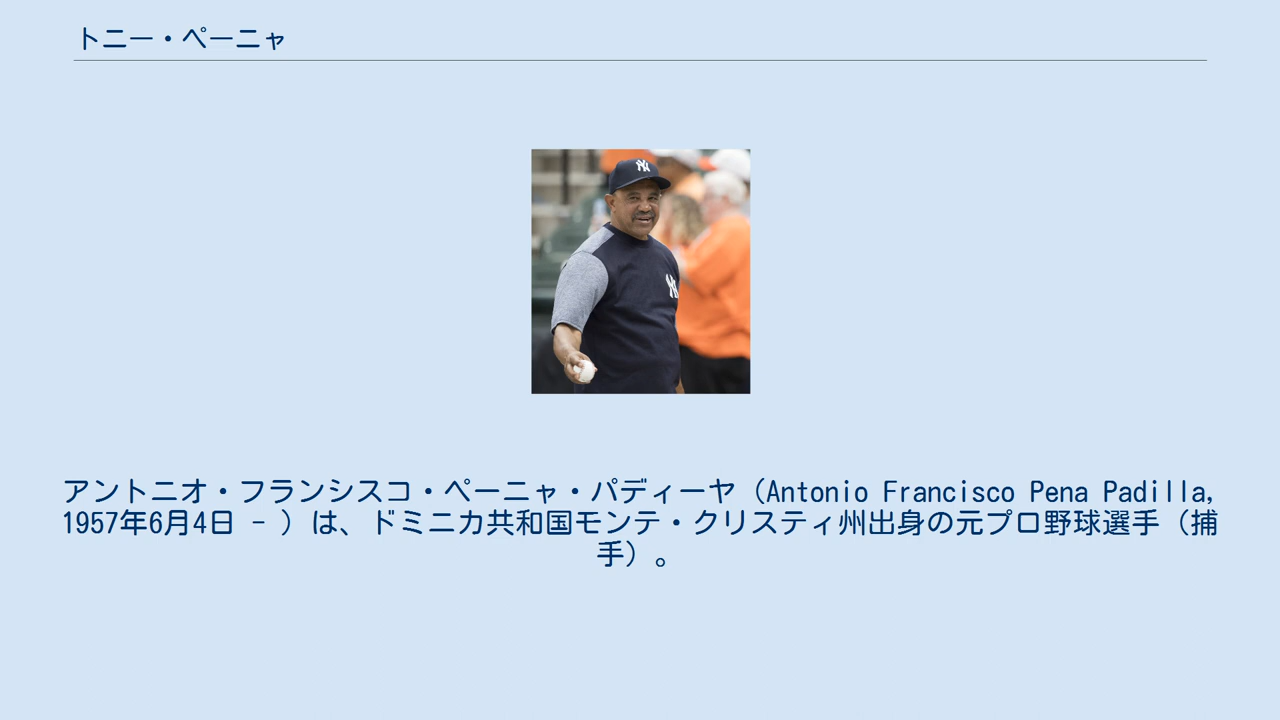 トニー・ペーニャ
アントニオ・フランシスコ・ペーニャ・パディーヤ（Antonio Francisco Pena Padilla,
1957年6月4日 - ）は、ドミニカ共和国モンテ・クリスティ州出身の元プロ野球選手（捕
手）。